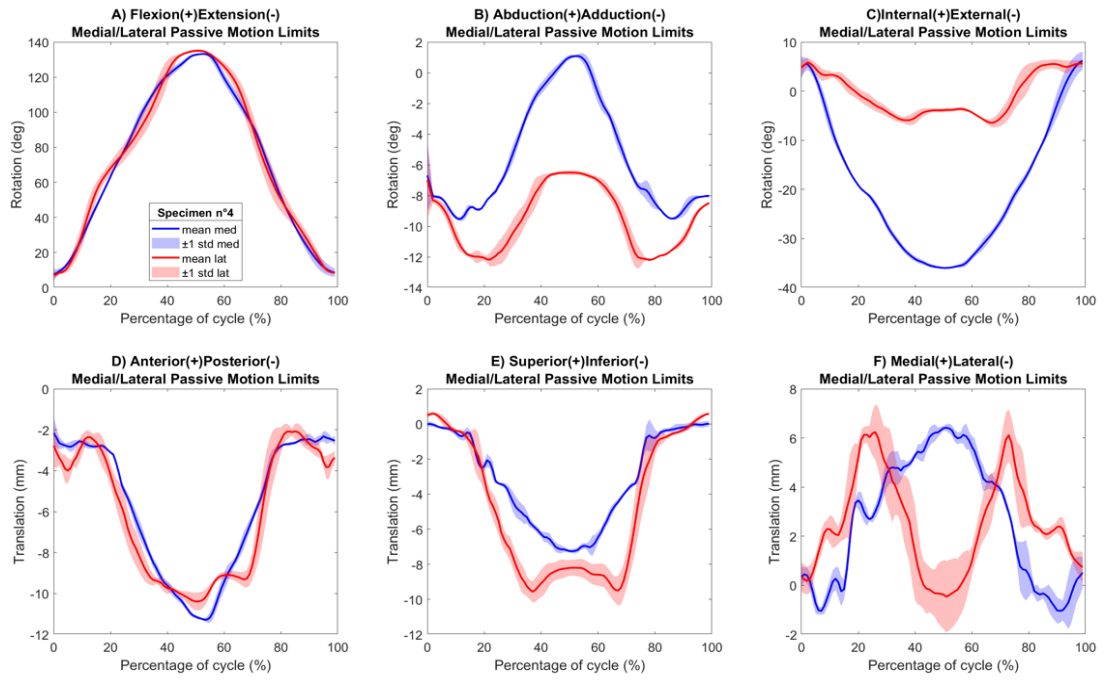 A) Flexion(+)Extension(-)
Medial/Lateral Passive Motion Limits
140
120
100
80
60
40
20
0
Rotation (deg)
Specimen n°4
mean med
±1 std med
mean lat
±1 std lat
0 20 40 60 80 100
Percentage of cycle (%)
B) Abduction(+)Adduction(-)
Medial/Lateral Passive Motion Limits
2
0
-2
-4
-6
-8
-10
-12
-14
Rotation (deg)
0 20 40 60 80 100
Percentage of cycle (%)
C)Internal(+)External(-)
Medial/Lateral Passive Motion Limits
10
0
-10
-20
-30
-40
Rotation (deg)
0 20 40 60 80 100
Percentage of cycle (%)
D) Anterior(+)Posterior(-)
Medial/Lateral Passive Motion Limits
0
-2
-4
-6
-8
-10
-12
Translation (mm)
0 20 40 60 80 100
Percentage of cycle (%)
E) Superior(+)Inferior(-)
Medial/Lateral Passive Motion Limits
2
0
-2
-4
-6
-8
-10
-12
Translation (mm)
0 20 40 60 80 100
Percentage of cycle (%)
F) Medial(+)Lateral(-)
Medial/Lateral Passive Motion Limits
8
6
4
2
0
-2
Translation (mm)
0 20 40 60 80 100
Percentage of cycle (%)